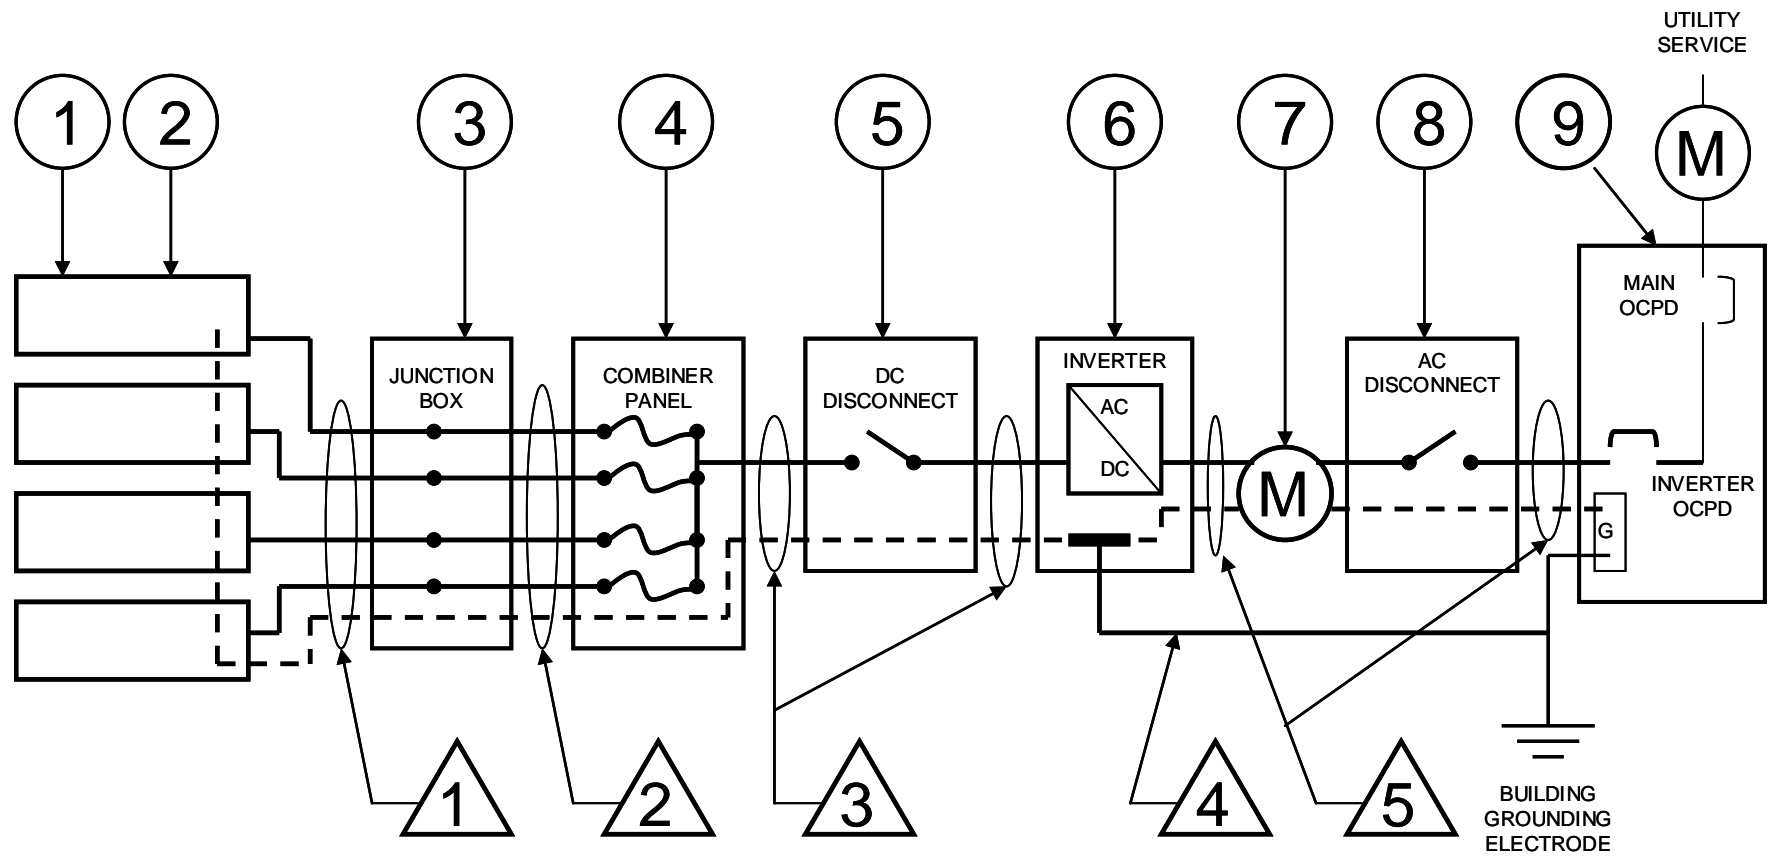 UTILITY
SERVICE
1 2 3 4 5 6 7 8 9 M
MAIN
OCPD
JUNCTION
BOX
COMBINER
PANEL
DC
DISCONNECT
INVERTER
AC
DC
AC
DISCONNECT
M
INVERTER
OCPD
G
1 2 3 4 5
BUILDING
GROUNDING
ELECTRODE